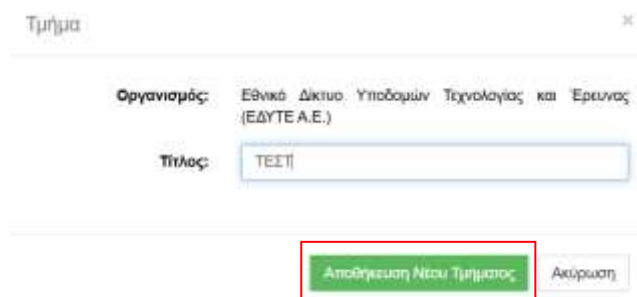 Τμήμα
×
Οργανισμός: Εθνικό Δίκτυο Υποδομών Τεχνολογίας και Έρευνας
(ΕΔΥΤΕ Α.Ε.)
Τίτλος: ΤΕΣΤ
Αποθήκευση Νέου Τμήματος Ακύρωση